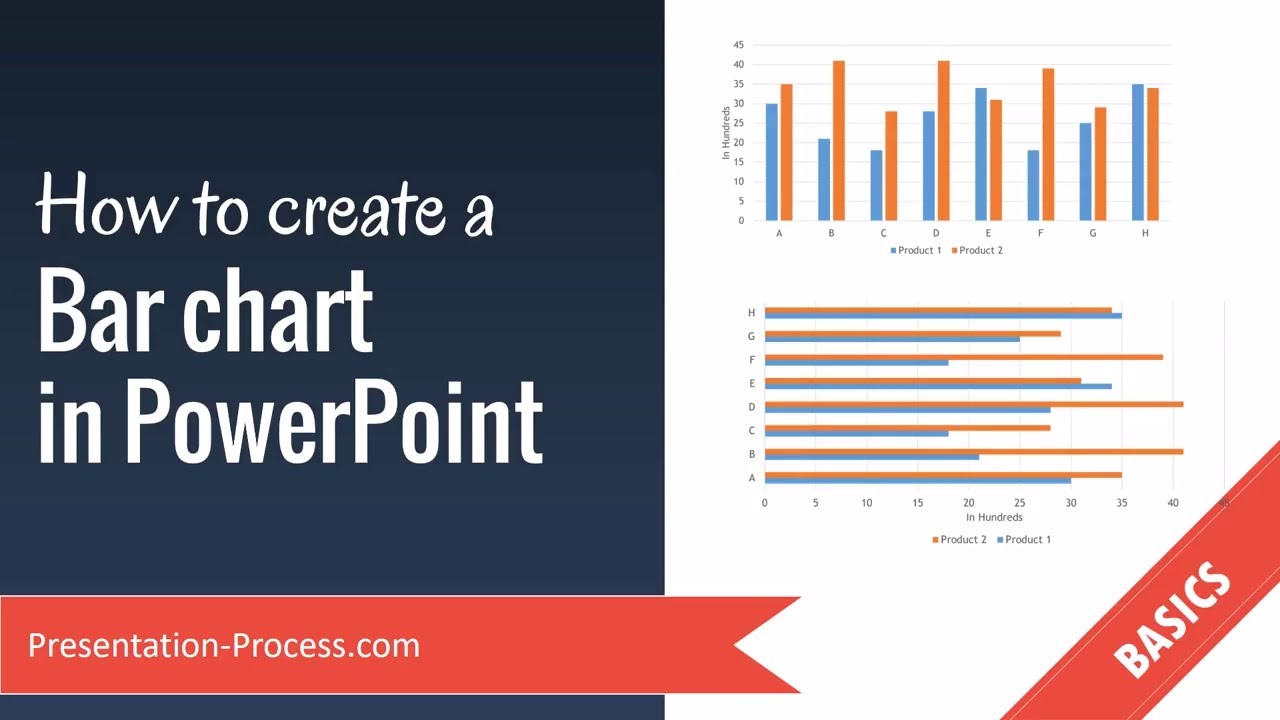 How to create a
Bar chart
in PowerPoint
Presentation-Process.com
45
40
35
30
25
20
15
10
5
0
In Hundreds
A B C D E F G H
Product 1 Product 2
H
G
F
E
D
C
B
A
0 5 10 15 20 25 30 35 40 45
In Hundreds
Product 2 Product 1
BASICS